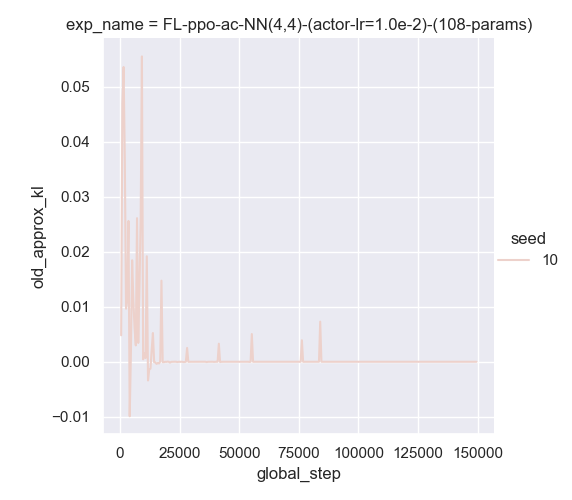 exp_name = FL-ppo-ac-NN(4,4)-(actor-lr=1.0e-2)-(108-params)
0.05
0.04
0.03
0.02
0.01
0.00
−0.01
old_approx_kl
seed
10
0 25000 50000 75000 100000 125000 150000
global_step